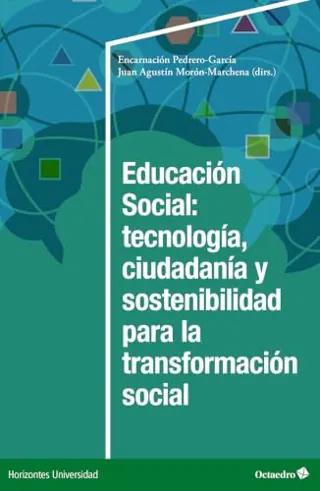 Encarnación Pedrero-García
Juan Agustín Morón-Marchena (dirs.)
Educación
Social:
tecnología,
ciudadanía y
sostenibilidad
para la
transformación
social
Horizontes Universidad
Octaedro